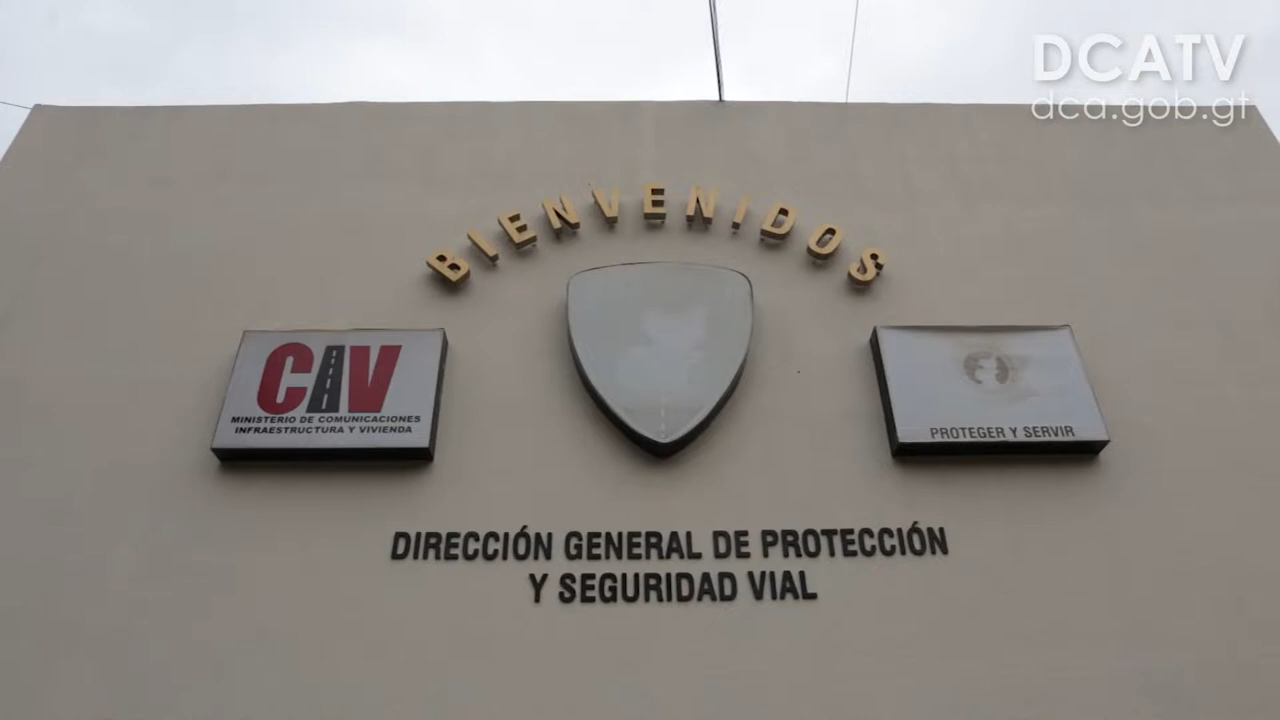 DCATV
dca.gob.gt
BIENVENIDOS
CIV
MINISTERIO DE COMUNICACIONES
INFRAESTRUCTURA Y VIVIENDA
PROTEGER Y SERVIR
DIRECCIÓN GENERAL DE PROTECCIÓN
Y SEGURIDAD VIAL